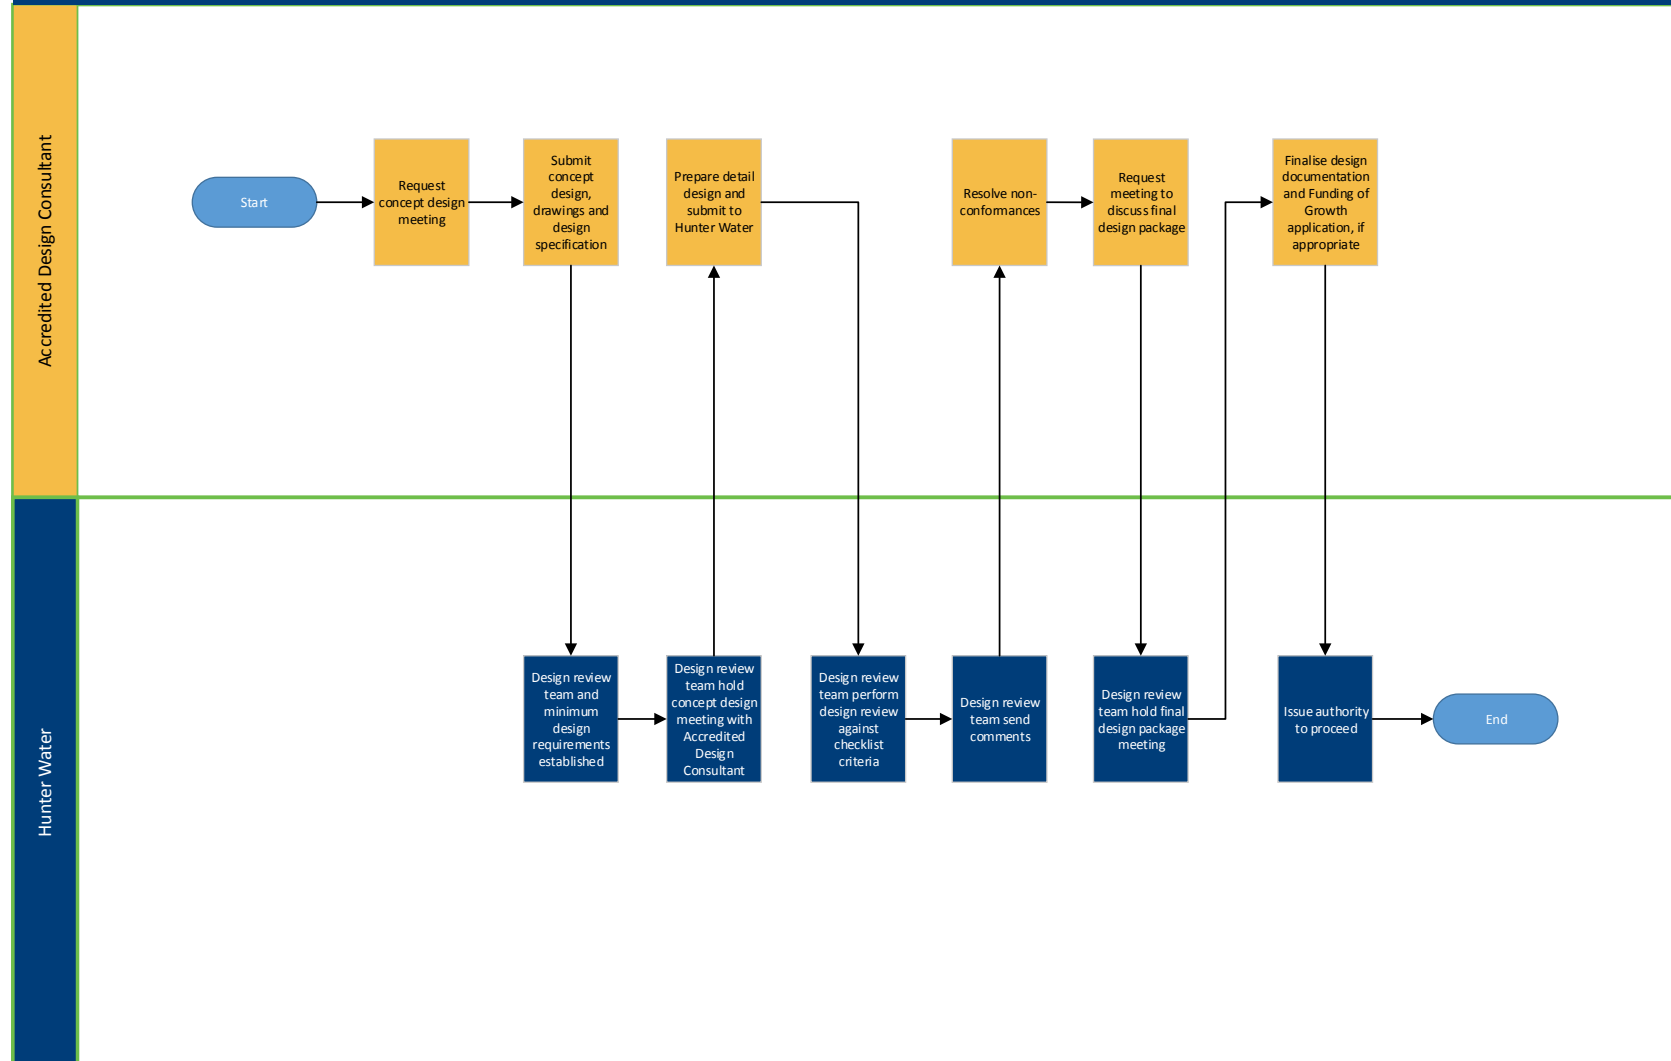 Accredited Design Consultant
Start
Request
concept design
meeting
Submit
concept
design,
drawings and
design
specification
Prepare detail
design and
submit to
Hunter Water
Resolve non-
conformances
Request
meeting to
discuss final
design package
Finalise design
documentation
and Funding of
Growth
application, if
appropriate
Hunter Water
Design review
team and
minimum
design
requirements
established
Design review
team hold
concept design
meeting with
Accredited
Design
Consultant
Design review
team perform
design review
against
checklist
criteria
Design review
team send
comments
Design review
team hold final
design package
meeting
Issue authority
to proceed
End